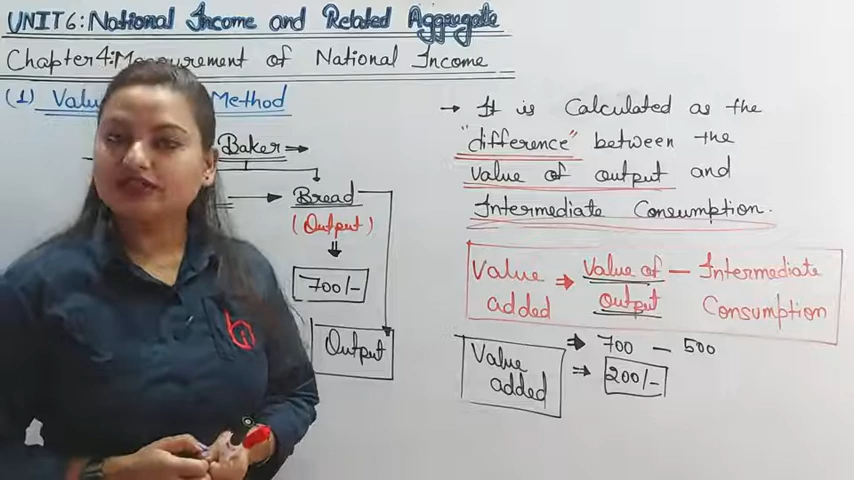 UNIT 6: National Income and Related Aggregate
Chapter 4: Measurement of National Income
(1) Method
Baker
Bread
(Output)
700/-
Output
→ It is Calculated as the
"difference" between the
value of output and
Intermediate Consumption.
Value added ⇒ Value of output — Intermediate Consumption
Value added ⇒ 700 — 500
⇒ 200/-